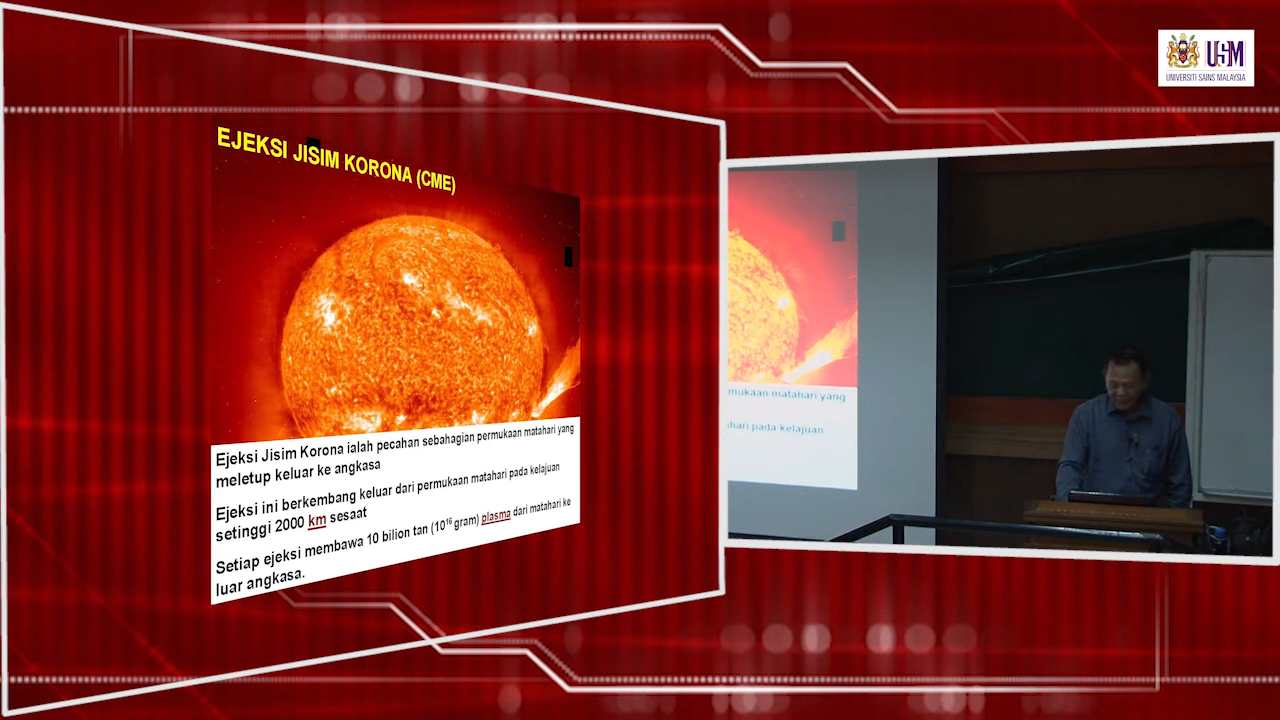 USM
UNIVERSITI SAINS MALAYSIA
EJEKSI JISIM KORONA (CME)
Ejeksi Jisim Korona ialah pecahan sebahagian permukaan matahari yang
meletup keluar ke angkasa
Ejeksi ini berkembang keluar dari permukaan matahari pada kelajuan
setinggi 2000 km sesaat
Setiap ejeksi membawa 10 bilion tan (10¹⁶ gram) plasma dari matahari ke
luar angkasa.
mukaan matahari yang
hari pada kelajuan